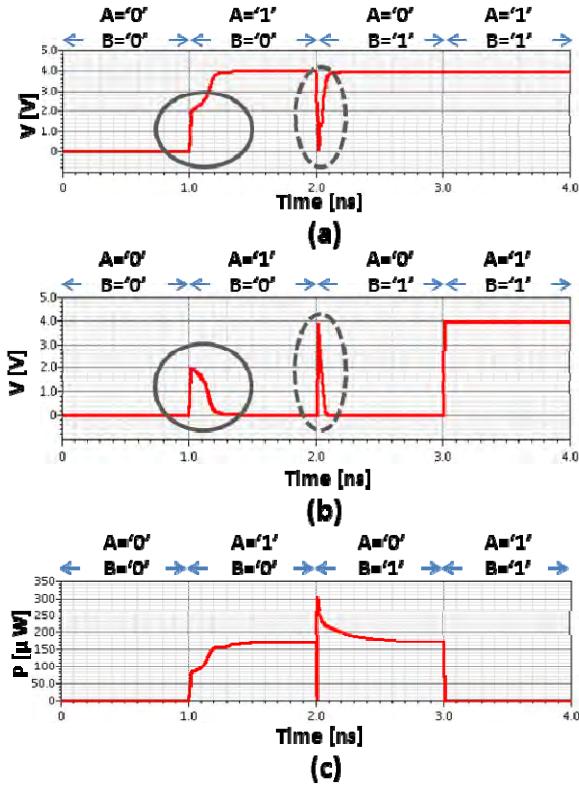 A='0' A='1' A='0' A='1'
B='0' B='0' B='1' B='1'
5.0
4.0
3.0
2.0
1.0
0
V [V]
0 1.0 2.0 3.0 4.0
Time [ns]
(a)
A='0' A='1' A='0' A='1'
B='0' B='0' B='1' B='1'
5.0
4.0
3.0
2.0
1.0
0
V [V]
0 1.0 2.0 3.0 4.0
Time [ns]
(b)
A='0' A='1' A='0' A='1'
B='0' B='0' B='1' B='1'
350
300
250
200
150
100
50.0
0
P [μ W]
0 1.0 2.0 3.0 4.0
Time [ns]
(c)